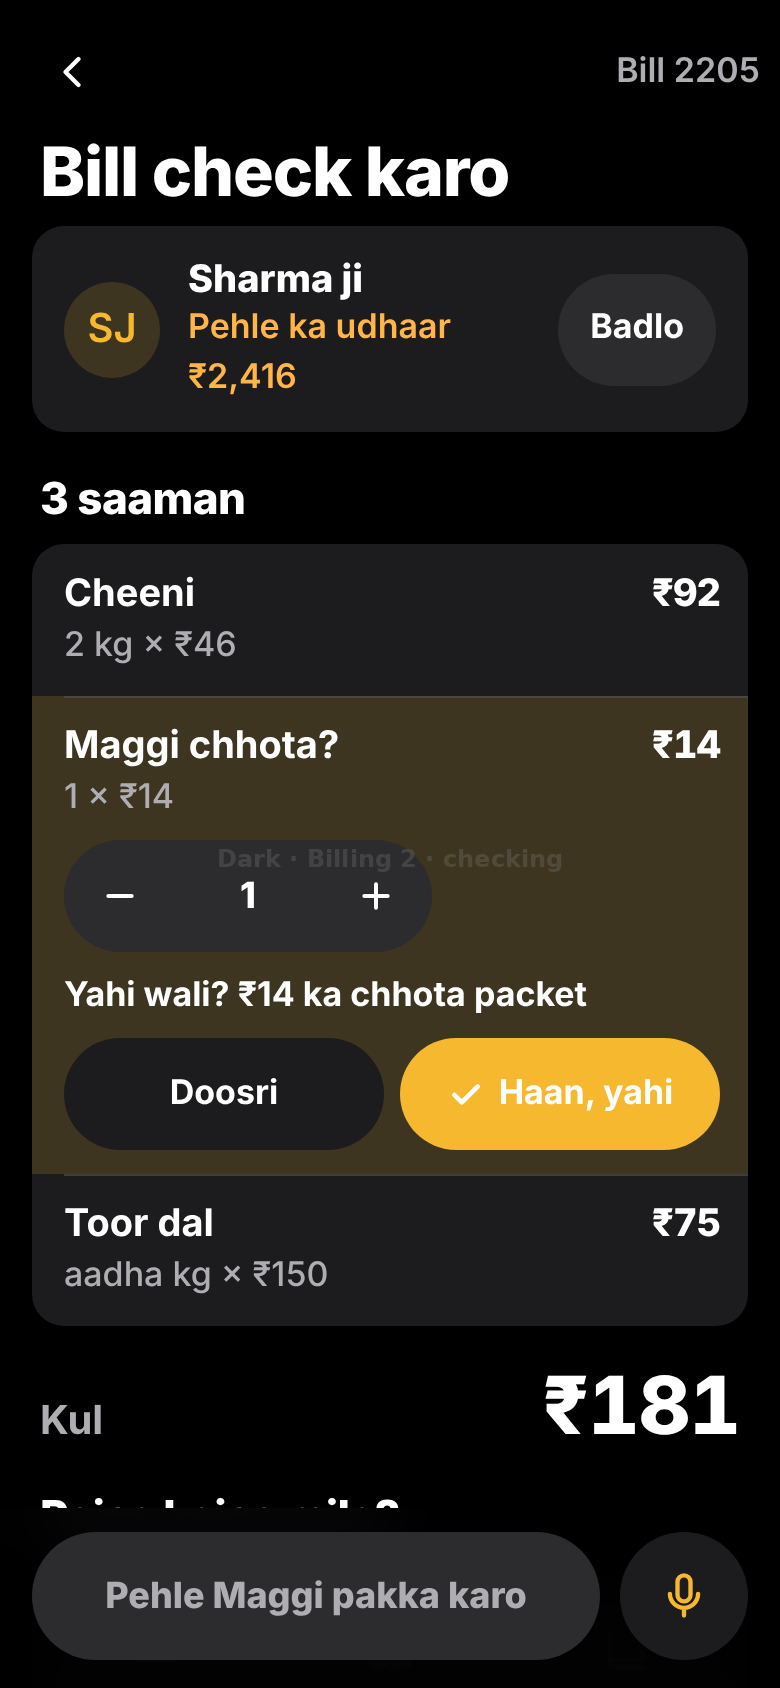 Bill 2205
Bill check karo
SJ
Sharma ji
Pehle ka udhaar
₹2,416
Badlo
3 saaman
Cheeni
₹92
2 kg × ₹46
Maggi chhota?
₹14
1 × ₹14
Dark · Billing 2 · checking
− 1 +
Yahi wali? ₹14 ka chhota packet
Doosri
Haan, yahi
Toor dal
₹75
aadha kg × ₹150
Kul
₹181
Pehle Maggi pakka karo